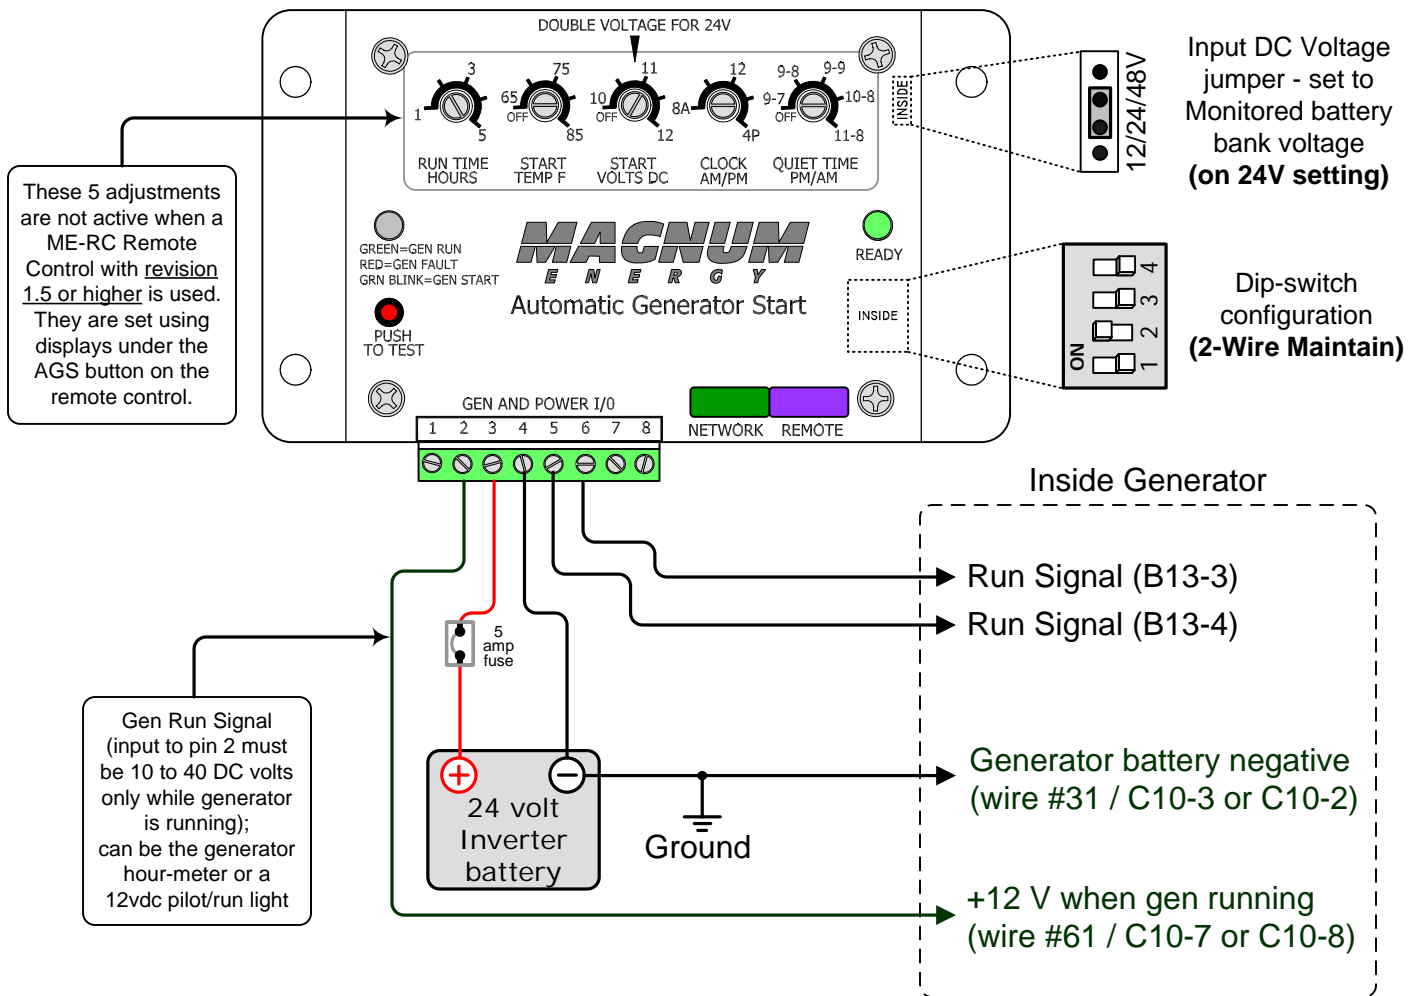 DOUBLE VOLTAGE FOR 24V
1
3
5
RUN TIME
HOURS
OFF
65
75
85
START
TEMP F
OFF
10
11
12
START
VOLTS DC
8A
12
4P
CLOCK
AM/PM
OFF
9-7
9-8
9-9
10-8
11-8
QUIET TIME
PM/AM
INSIDE
12/24/48V
Input DC Voltage
jumper - set to
Monitored battery
bank voltage
(on 24V setting)
These 5 adjustments
are not active when a
ME-RC Remote
Control with revision
1.5 or higher is used.
They are set using
displays under the
AGS button on the
remote control.
GREEN=GEN RUN
RED=GEN FAULT
GRN BLINK=GEN START
PUSH
TO TEST
MAGNUM
ENERGY
Automatic Generator Start
READY
INSIDE
ON
1
2
3
4
Dip-switch
configuration
(2-Wire Maintain)
GEN AND POWER I/0
1 2 3 4 5 6 7 8
NETWORK
REMOTE
Inside Generator
Run Signal (B13-3)
Run Signal (B13-4)
5
amp
fuse
Gen Run Signal
(input to pin 2 must
be 10 to 40 DC volts
only while generator
is running);
can be the generator
hour-meter or a
12vdc pilot/run light
+
−
24 volt
Inverter
battery
Ground
Generator battery negative
(wire #31 / C10-3 or C10-2)
+12 V when gen running
(wire #61 / C10-7 or C10-8)